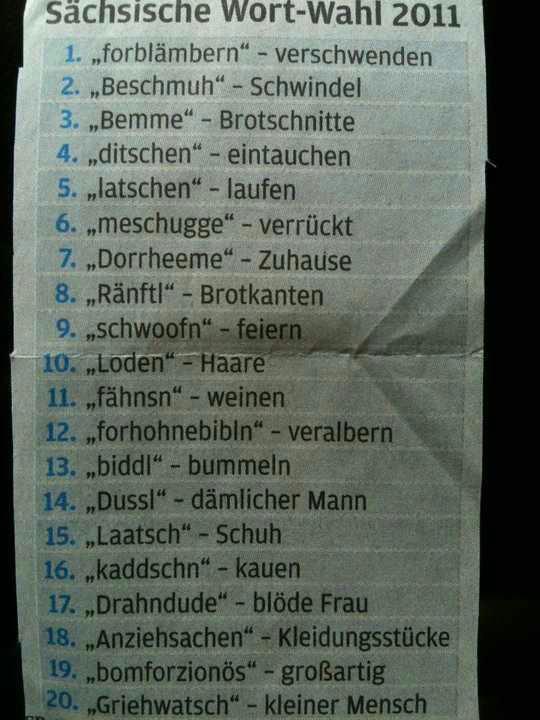 Sächsische Wort-Wahl 2011
1. „forblämbern“ – verschwenden
2. „Beschmuh“ – Schwindel
3. „Bemme“ – Brotschnitte
4. „ditschen“ – eintauchen
5. „latschen“ – laufen
6. „meschugge“ – verrückt
7. „Dorrheeme“ – Zuhause
8. „Ränftl“ – Brotkanten
9. „schwoofn“ – feiern
10. „Loden“ – Haare
11. „fähnsn“ – weinen
12. „forhohnebibln“ – veralbern
13. „biddl“ – bummeln
14. „Dussl“ – dämlicher Mann
15. „Laatsch“ – Schuh
16. „kaddschn“ – kauen
17. „Drahndude“ – blöde Frau
18. „Anziehsachen“ – Kleidungsstücke
19. „bomforzionös“ – großartig
20. „Griehwatsch“ – kleiner Mensch